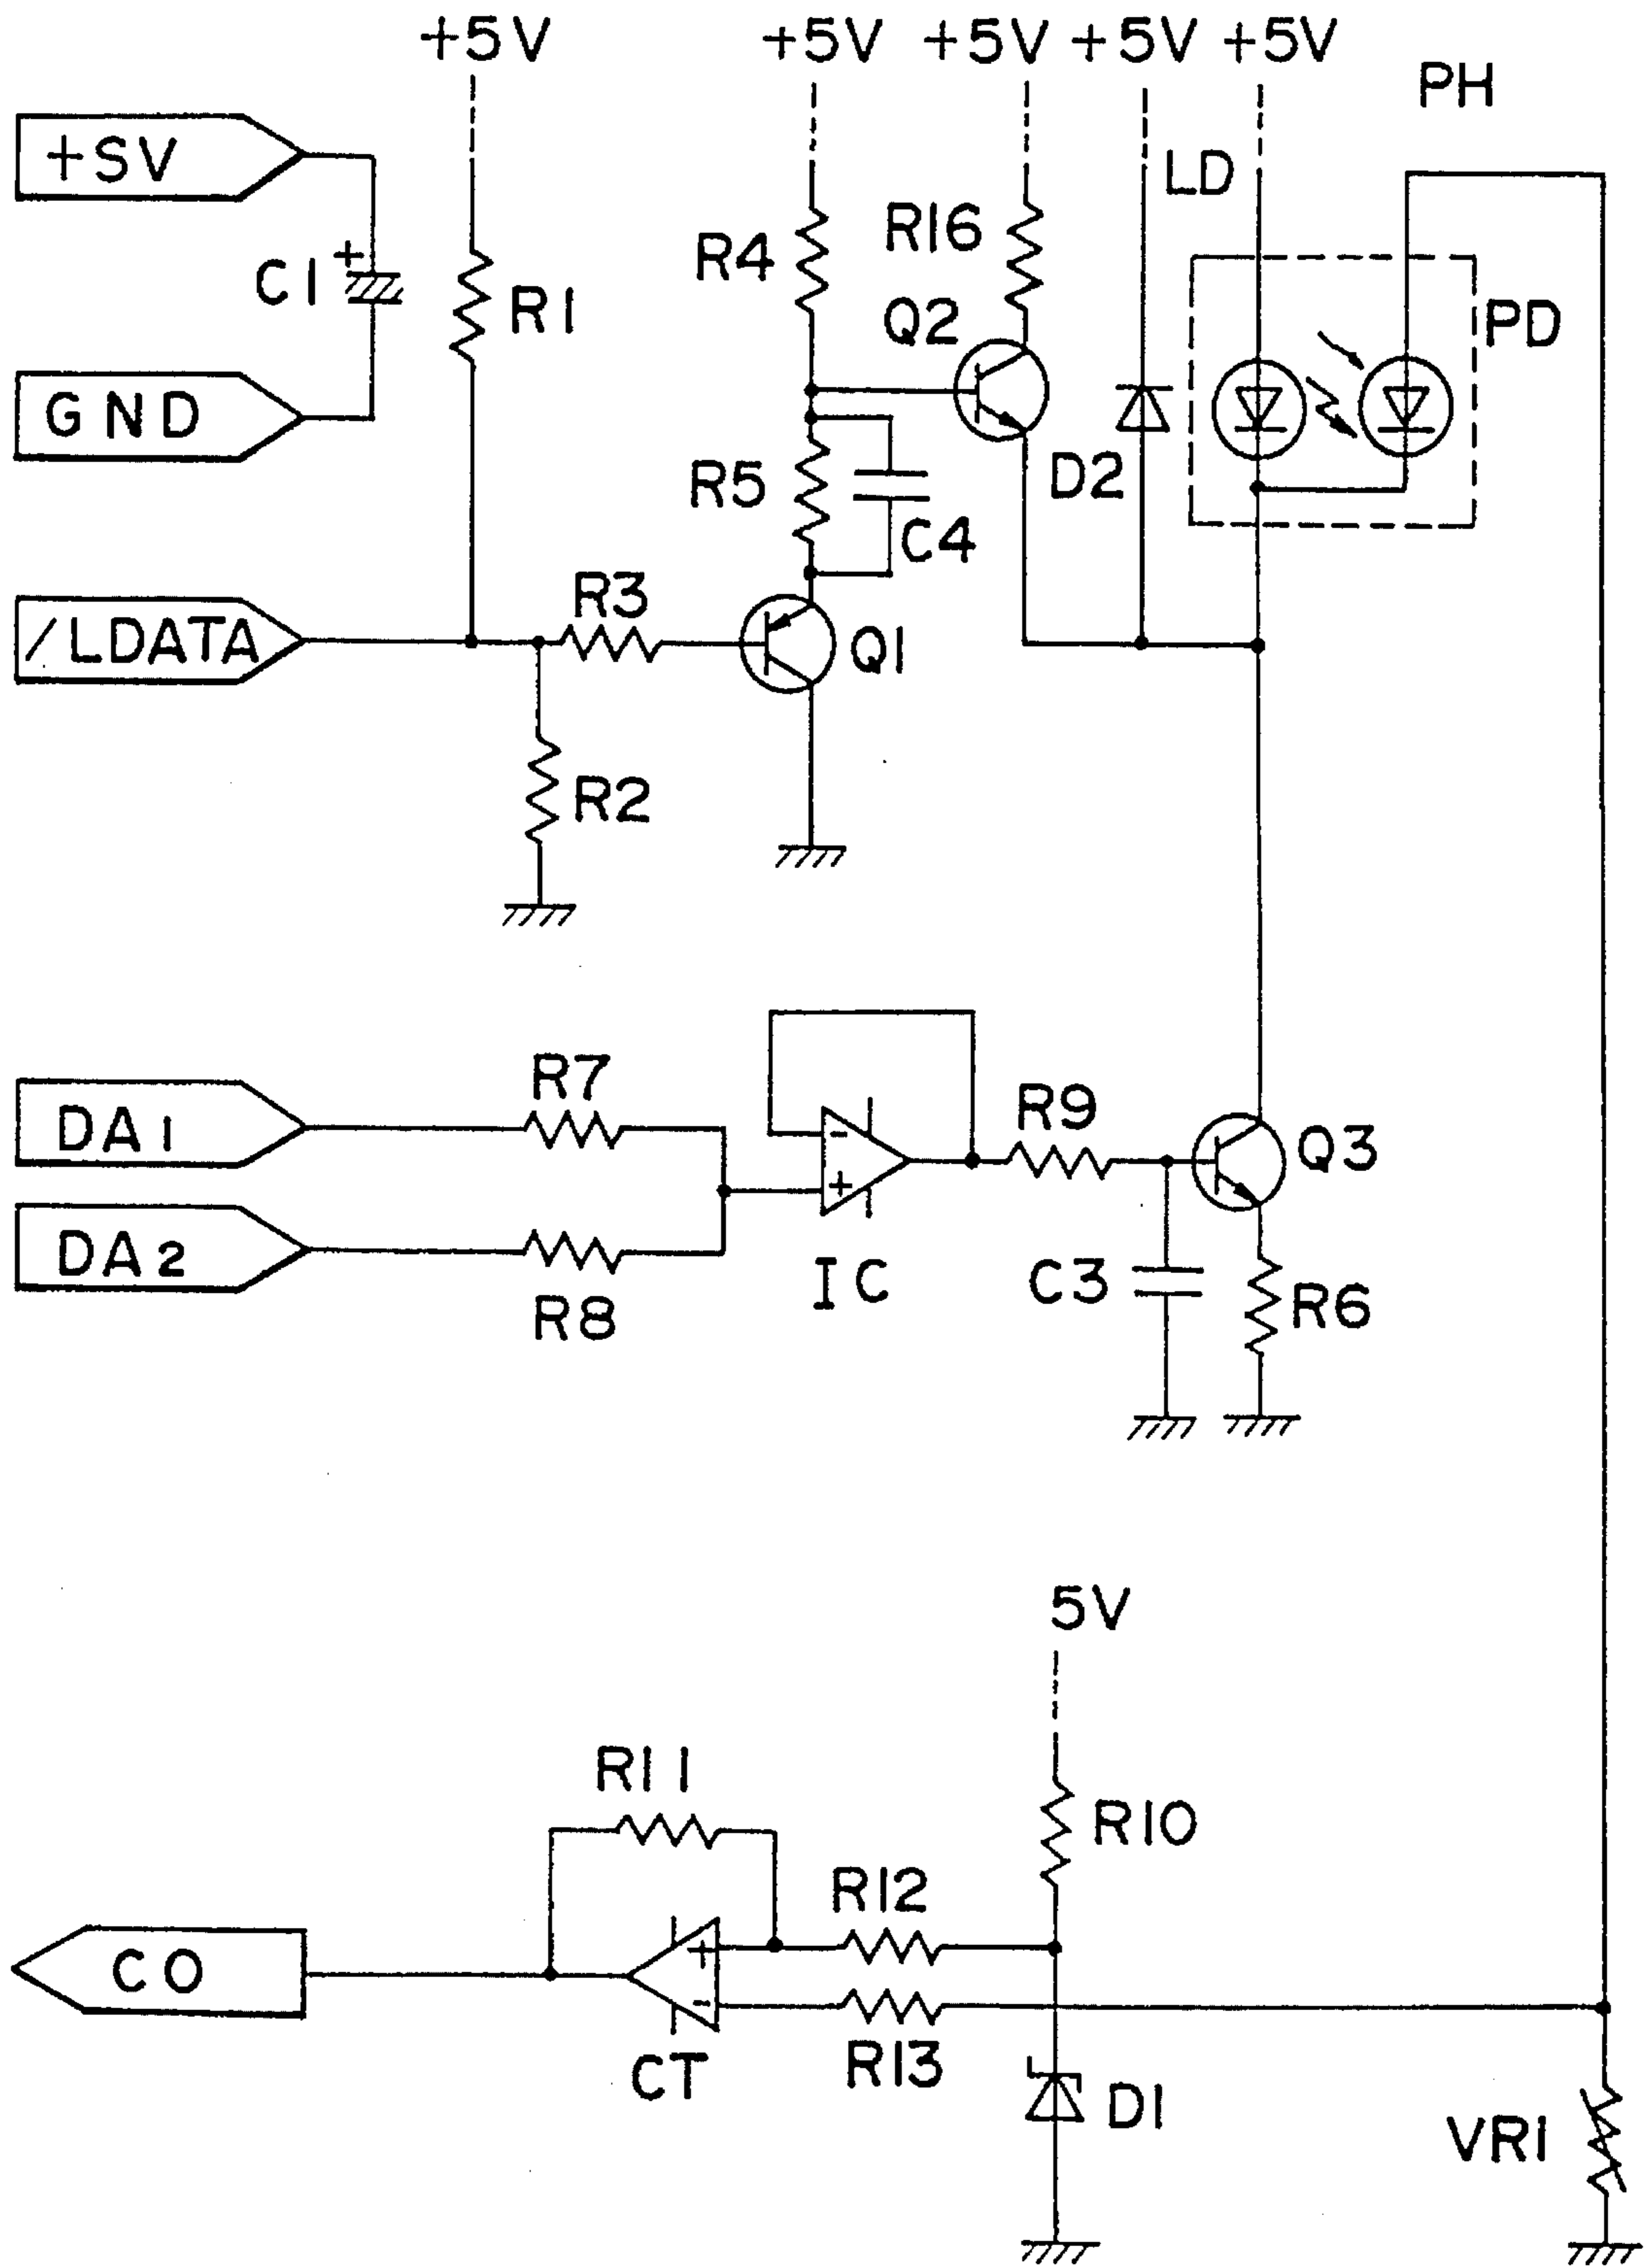 +5V +5V +5V +5V +5V
PH
+SV
LD
R16
R4
C1 +
R1
Q2
PD
GND
R5
D2
C4
R3
/LDATA
Q1
R2
R7
DA1
-
R9
Q3
+
DA2
IC
C3
R6
R8
5V
R11
R10
R12
+
CO
-
CT
R13
D1
VR1